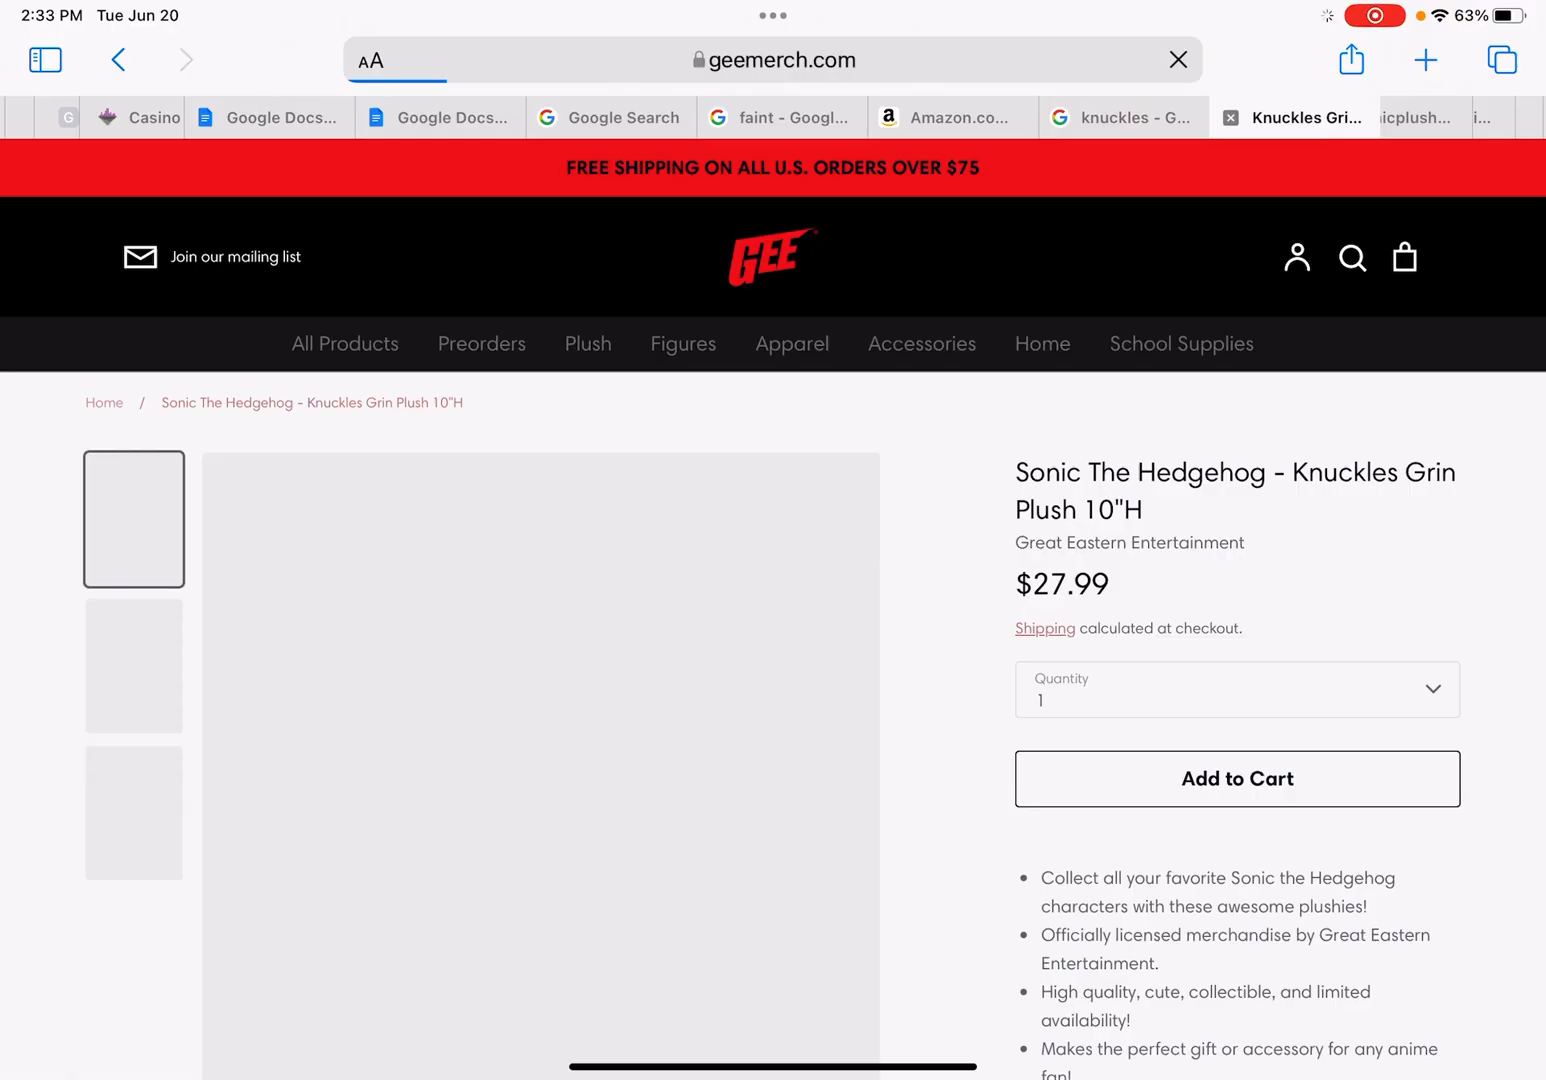 2:33 PM Tue Jun 20
63%
AA
geemerch.com
G
Casino
Google Docs...
Google Docs...
Google Search
faint - Googl...
Amazon.co...
knuckles - G...
Knuckles Gri...
icplush...
i...
FREE SHIPPING ON ALL U.S. ORDERS OVER $75
Join our mailing list
GEE
All Products
Preorders
Plush
Figures
Apparel
Accessories
Home
School Supplies
Home / Sonic The Hedgehog - Knuckles Grin Plush 10"H
Sonic The Hedgehog - Knuckles Grin
Plush 10"H
Great Eastern Entertainment
$27.99
Shipping calculated at checkout.
Quantity
1
Add to Cart
• Collect all your favorite Sonic the Hedgehog
characters with these awesome plushies!
• Officially licensed merchandise by Great Eastern
Entertainment.
• High quality, cute, collectible, and limited
availability!
• Makes the perfect gift or accessory for any anime
fan!